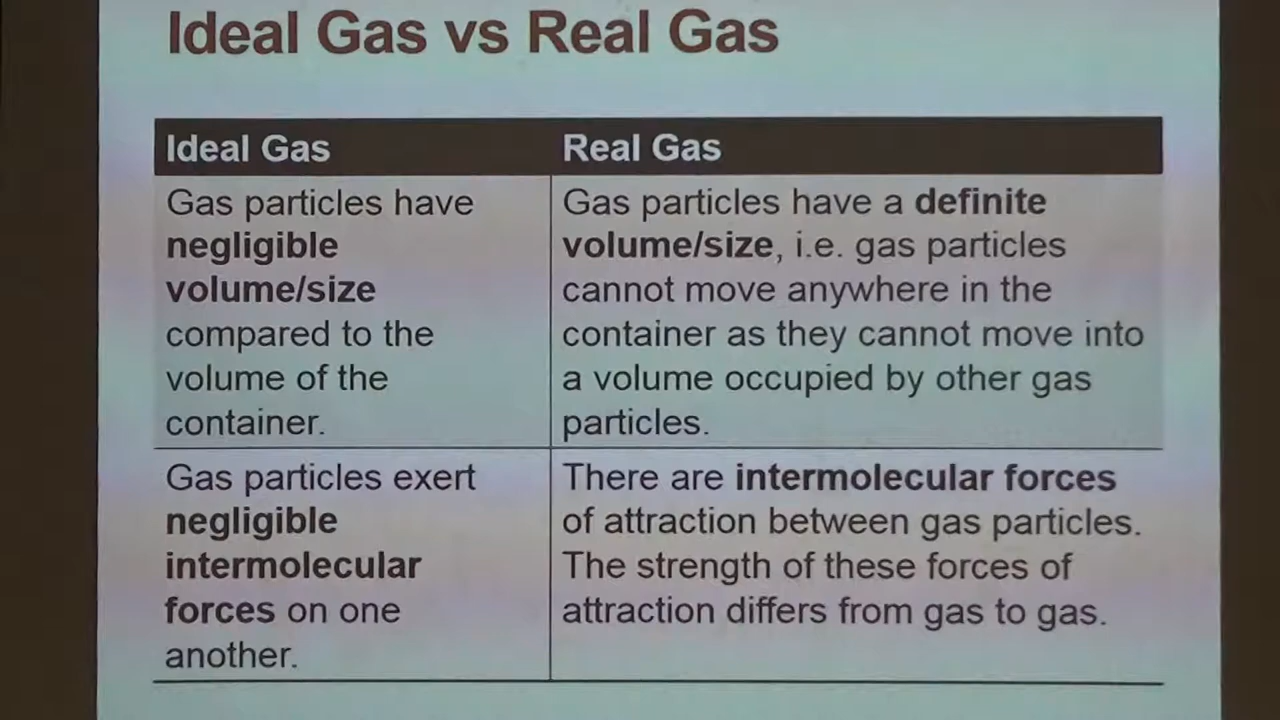 Ideal Gas vs Real Gas
Ideal Gas
Real Gas
Gas particles have
negligible
volume/size
compared to the
volume of the
container.
Gas particles have a definite
volume/size, i.e. gas particles
cannot move anywhere in the
container as they cannot move into
a volume occupied by other gas
particles.
Gas particles exert
negligible
intermolecular
forces on one
another.
There are intermolecular forces
of attraction between gas particles.
The strength of these forces of
attraction differs from gas to gas.